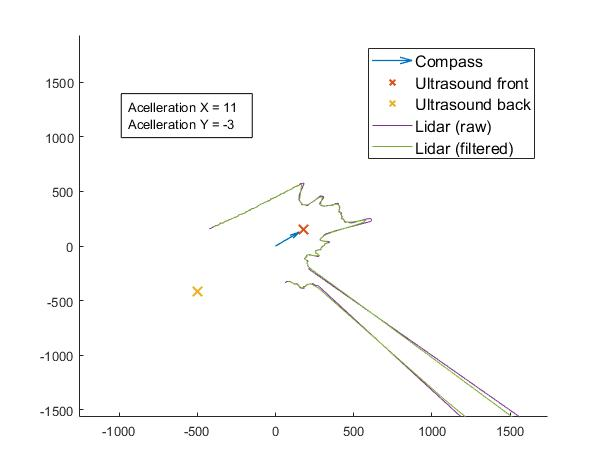 1500
1000
500
0
-500
-1000
-1500
-1000
-500
0
500
1000
1500
Acelleration X = 11
Acelleration Y = -3
Compass
Ultrasound front
Ultrasound back
Lidar (raw)
Lidar (filtered)